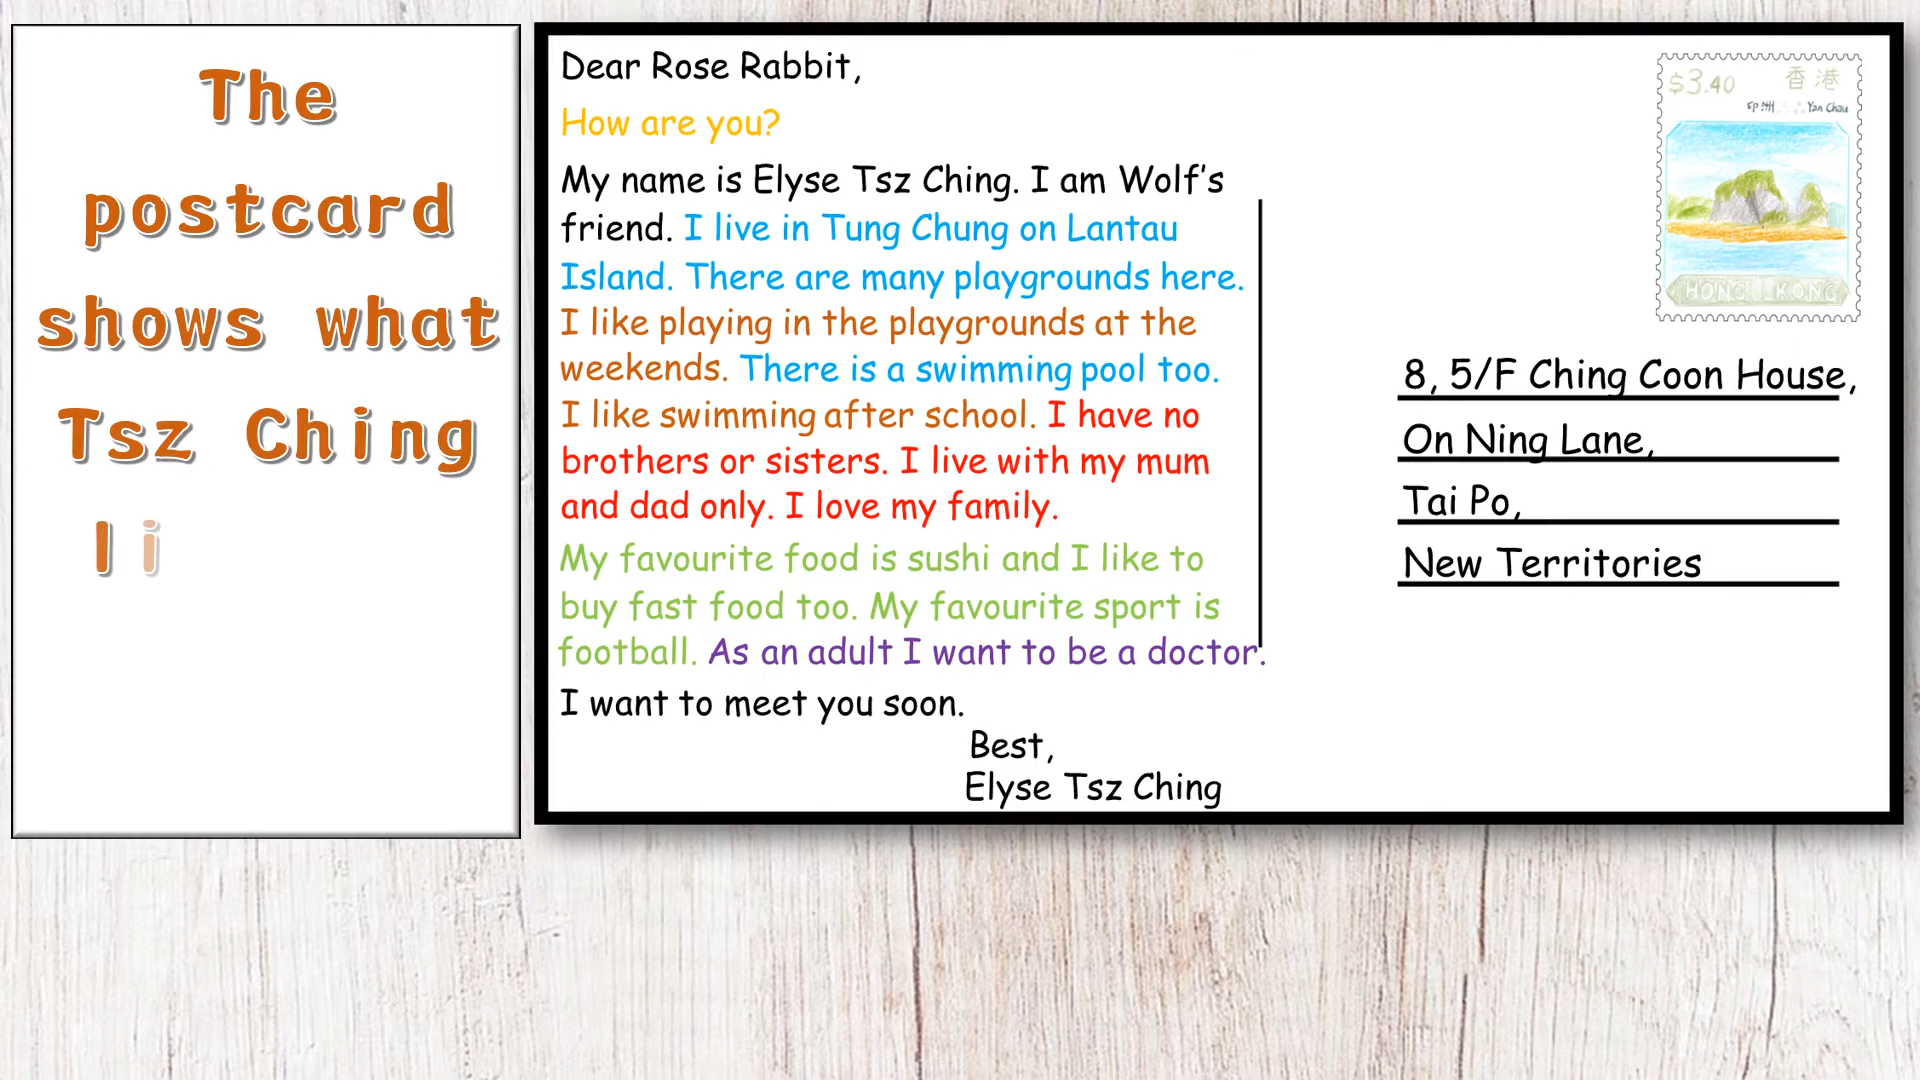 The
postcard
shows what
Tsz Ching
li
Dear Rose Rabbit,
How are you?
My name is Elyse Tsz Ching. I am Wolf's
friend. I live in Tung Chung on Lantau
Island. There are many playgrounds here.
I like playing in the playgrounds at the
weekends. There is a swimming pool too.
I like swimming after school. I have no
brothers or sisters. I live with my mum
and dad only. I love my family.
My favourite food is sushi and I like to
buy fast food too. My favourite sport is
football. As an adult I want to be a doctor.
I want to meet you soon.
Best,
Elyse Tsz Ching
$3.40 香港
Yan Chau
HONG KONG
8, 5/F Ching Coon House,
On Ning Lane,
Tai Po,
New Territories